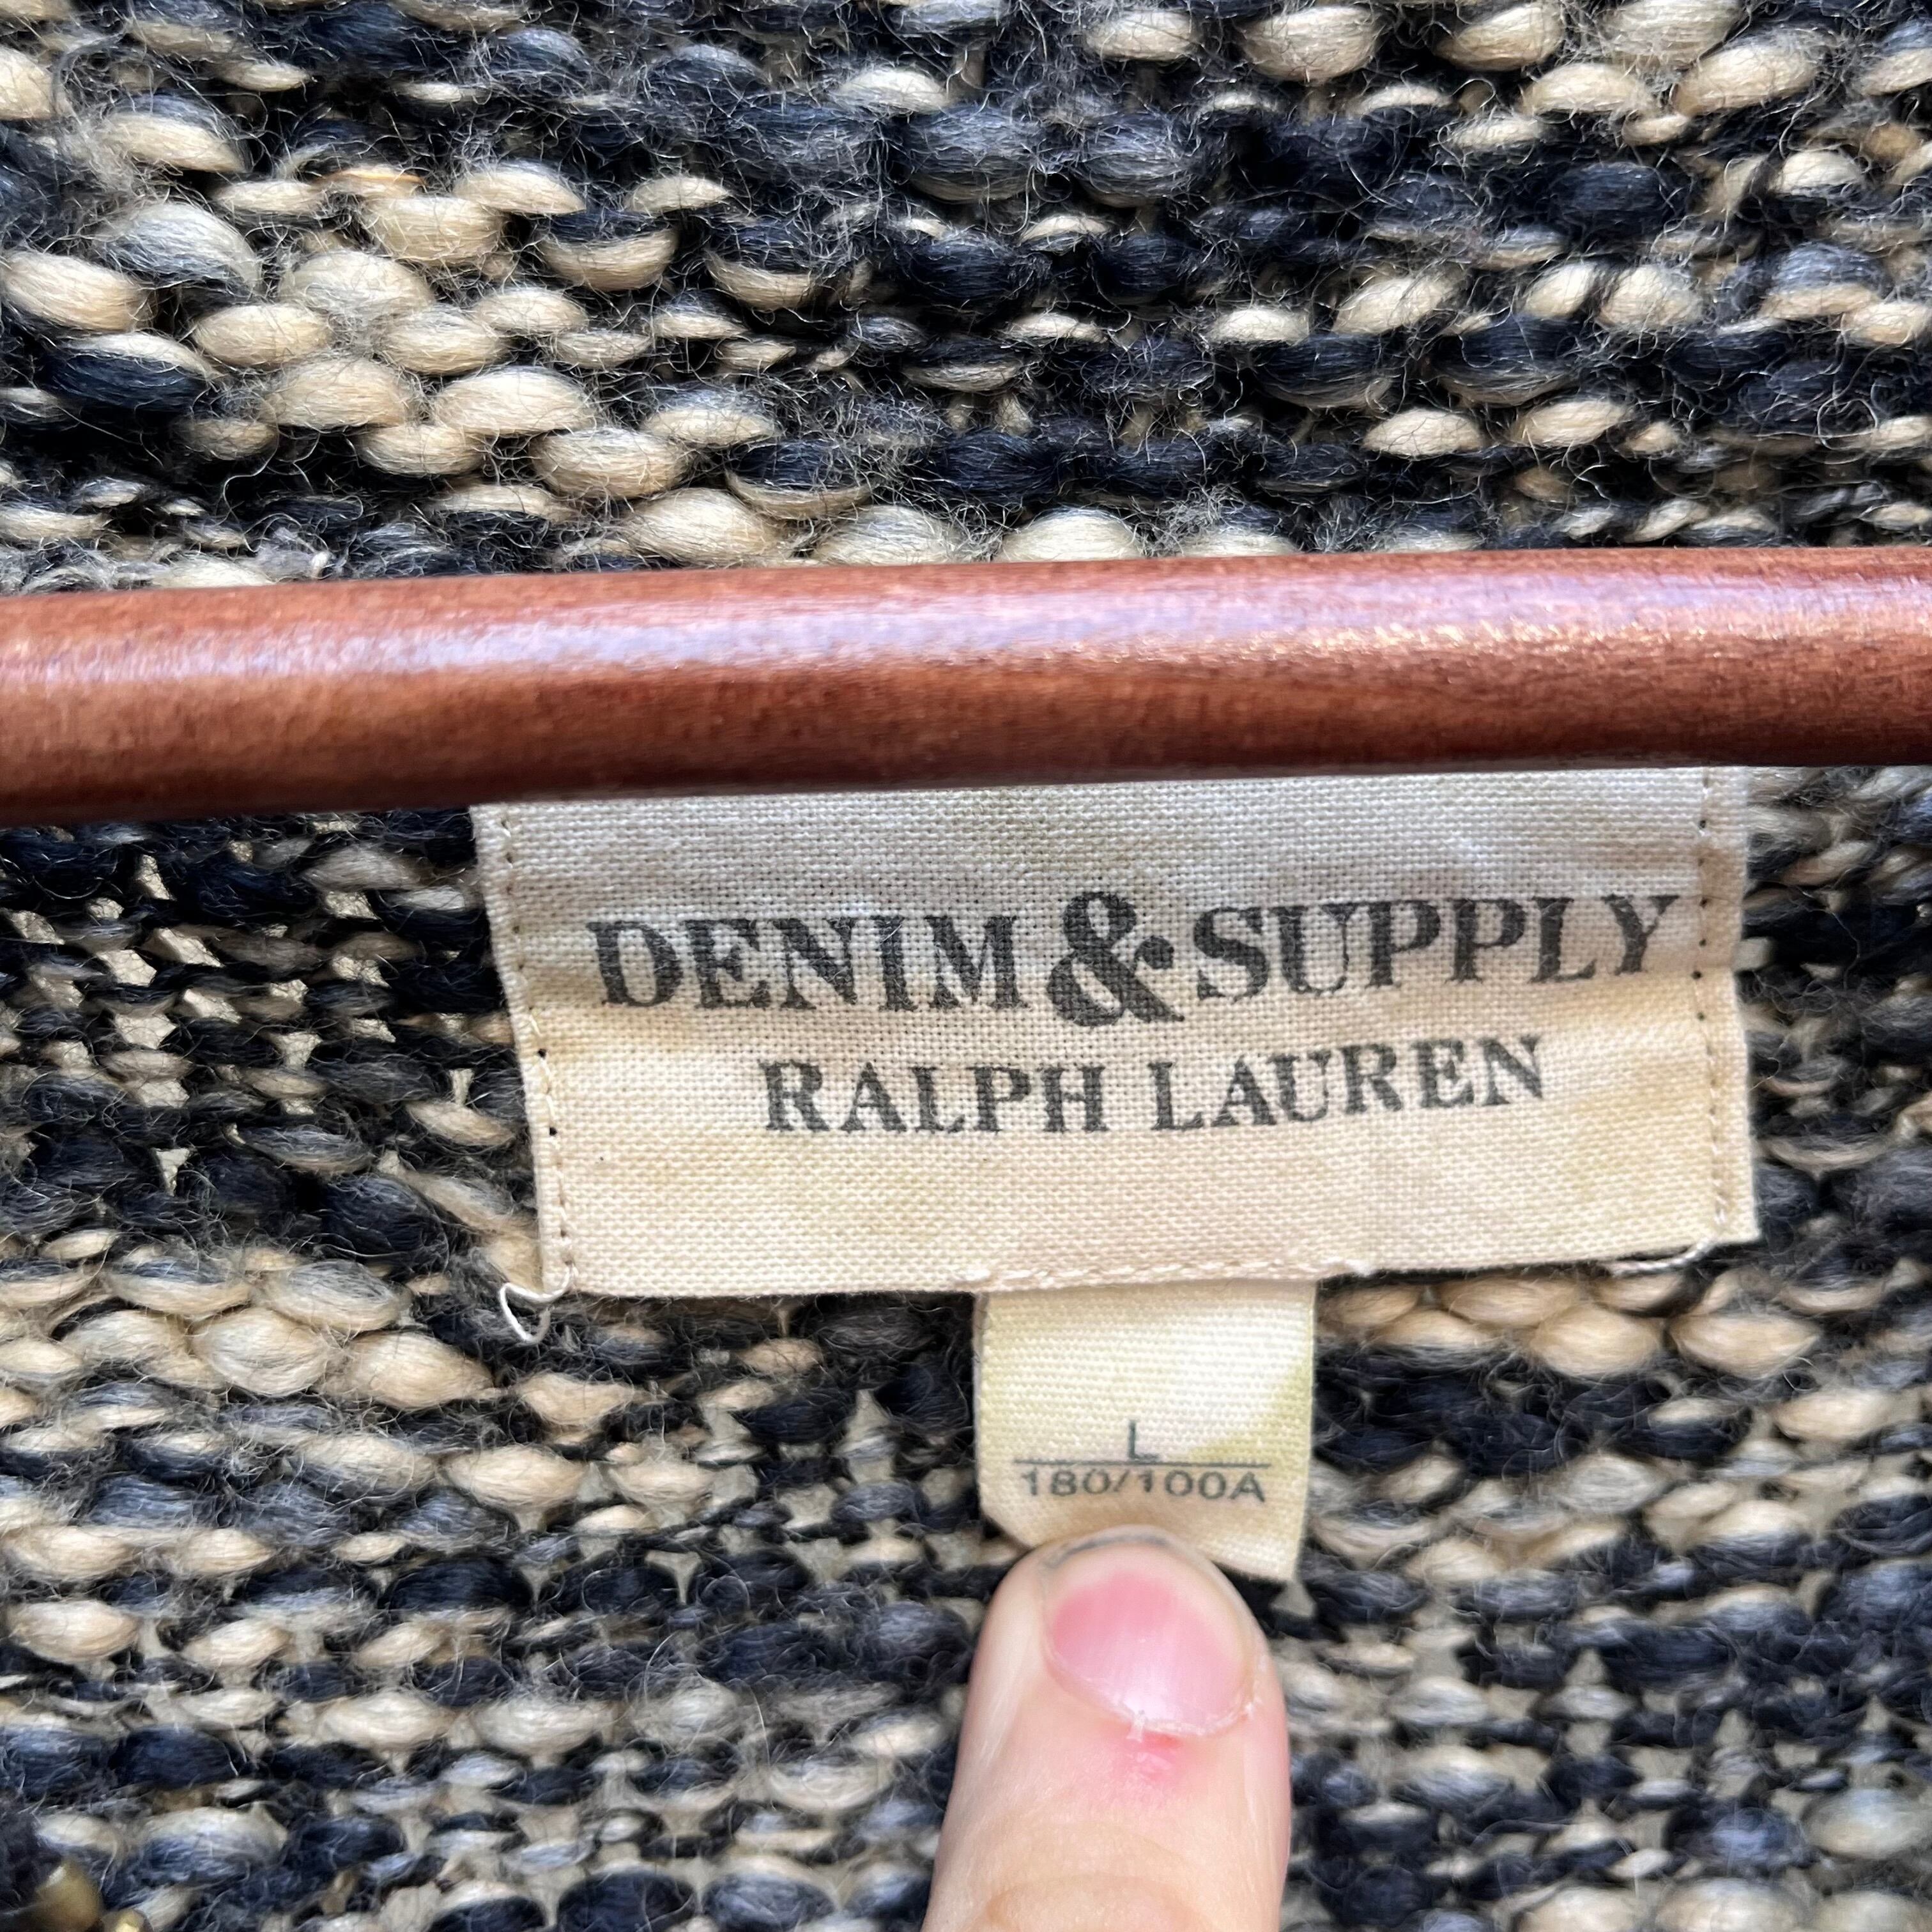 DENIM & SUPPLY
RALPH LAUREN
L
180/100A